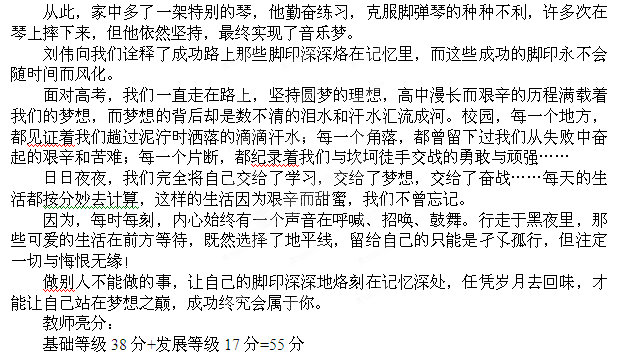 从此，家中多了一架特别的琴，他勤奋练习，克服脚弹琴的种种不利，许多次在
琴上摔下来，但他依然坚持，最终实现了音乐梦。
刘伟向我们诠释了成功路上那些脚印深深烙在记忆里，而这些成功的脚印永不会
随时间而风化。
面对高考，我们一直走在路上，坚持圆梦的理想，高中漫长而艰辛的历程满载着
我们的梦想，而梦想的背后却是数不清的泪水和汗水汇流成河。校园，每一个地方，
都见证着我们趟过泥泞时洒落的滴滴汗水；每一个角落，都曾留下过我们从失败中奋
起的艰辛和苦难；每一个片断，都纪录着我们与坎坷徒手交战的勇敢与顽强……
日日夜夜，我们完全将自己交给了学习，交给了梦想，交给了奋战……每天的生
活都按分妙去计算，这样的生活因为艰辛而甜蜜，我们不曾忘记。
因为，每时每刻，内心始终有一个声音在呼喊、招唤、鼓舞。行走于黑夜里，那
些可爱的生活在前方等待，既然选择了地平线，留给自己的只能是孑孓孤行，但注定
一切与悔恨无缘！
做别人不能做的事，让自己的脚印深深地烙刻在记忆深处，任凭岁月去回味，才
能让自己站在梦想之巅，成功终究会属于你。
教师亮分：
基础等级 38 分+发展等级 17 分=55 分